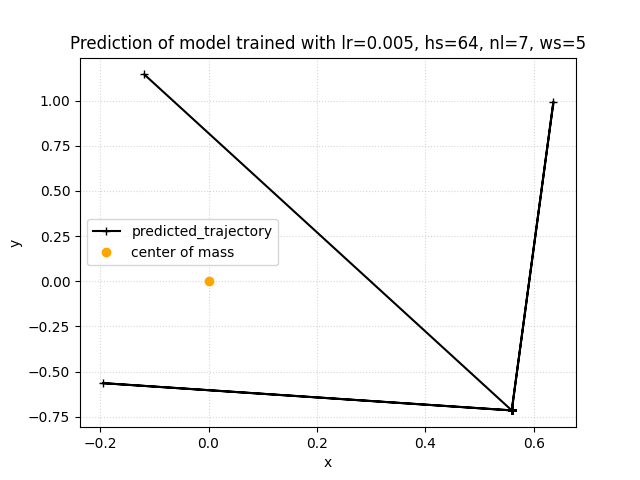 Prediction of model trained with lr=0.005, hs=64, nl=7, ws=5
1.00
0.75
0.50
0.25
0.00
−0.25
−0.50
−0.75
y
predicted_trajectory
center of mass
−0.2
0.0
0.2
0.4
0.6
x